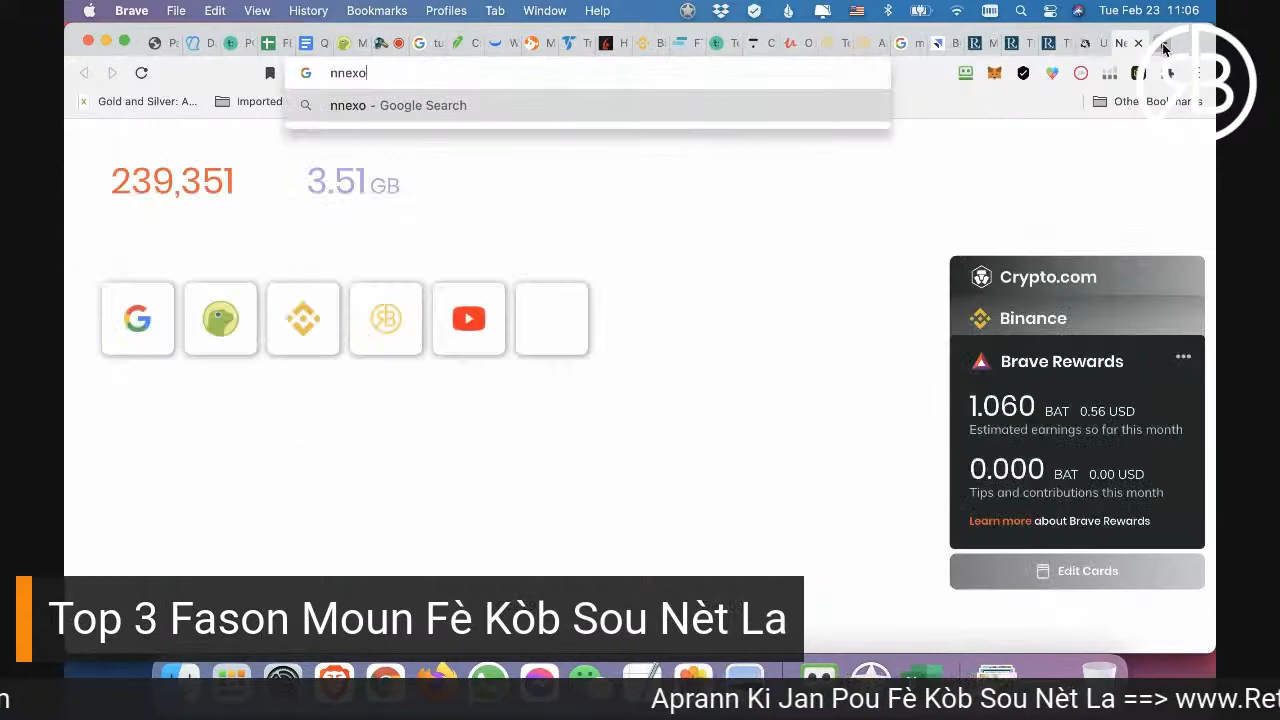 Brave File Edit View History Bookmarks Profiles Tab Window Help Tue Feb 23 11:06
nnexo
Gold and Silver: A... Imported
nnexo - Google Search
239,351 3.51 GB
Crypto.com
Binance
Brave Rewards
1.060 BAT 0.56 USD
Estimated earnings so far this month
0.000 BAT 0.00 USD
Tips and contributions this month
Learn more about Brave Rewards
Edit Cards
Top 3 Fason Moun Fè Kòb Sou Nèt La
Aprann Ki Jan Pou Fè Kòb Sou Nèt La ==> www.Ret